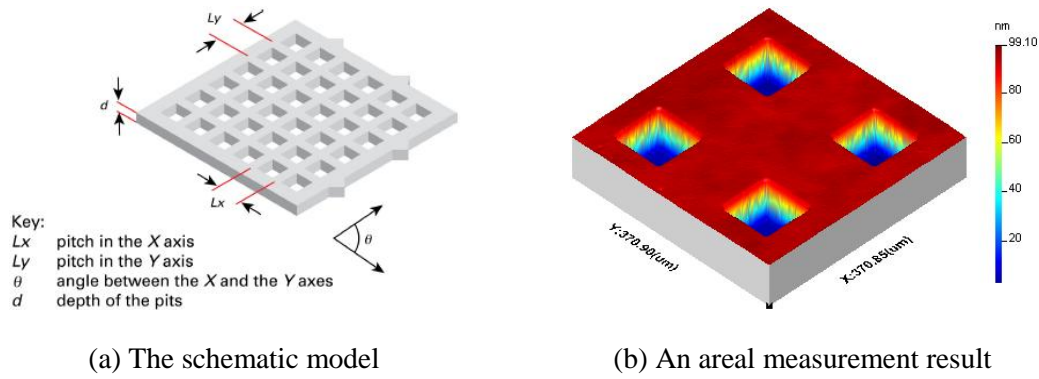 Ly
d
Lx
θ
Key:
Lx pitch in the X axis
Ly pitch in the Y axis
θ angle between the X and the Y axes
d depth of the pits
nm
99.10
80
60
40
20
Y:370.90(um)
X:370.85(um)
(a) The schematic model
(b) An areal measurement result